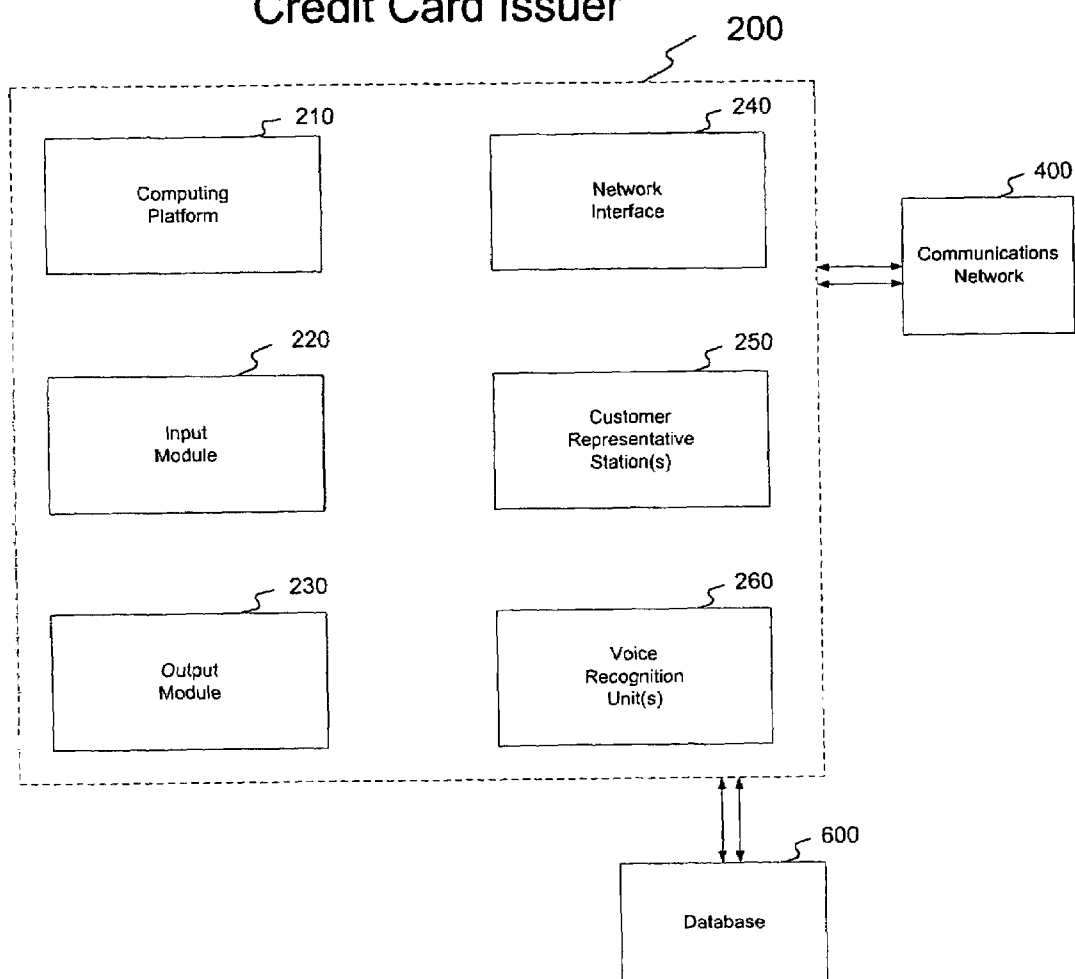 Credit Card Issuer
200
210
240
Computing
Platform
Network
Interface
400
Communications
Network
220
250
Input
Module
Customer
Representative
Station(s)
230
260
Output
Module
Voice
Recognition
Unit(s)
600
Database